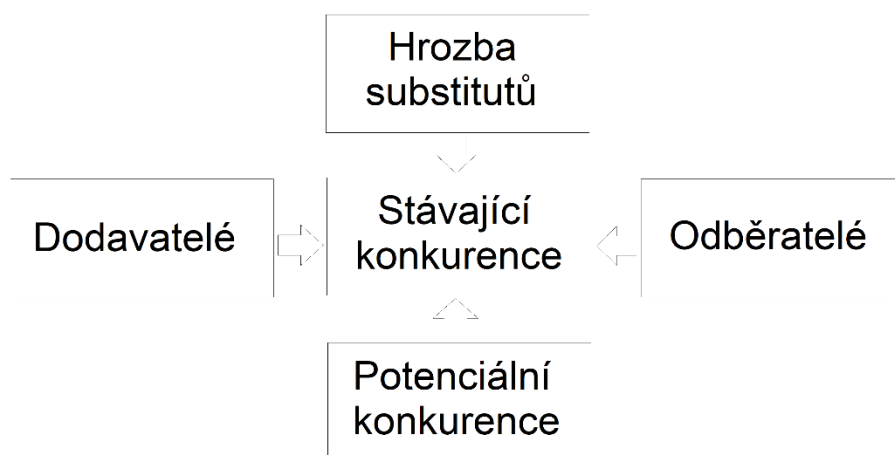 Hrozba
substitutů
Dodavatelé
Stávající
konkurence
Odběratelé
Potenciální
konkurence